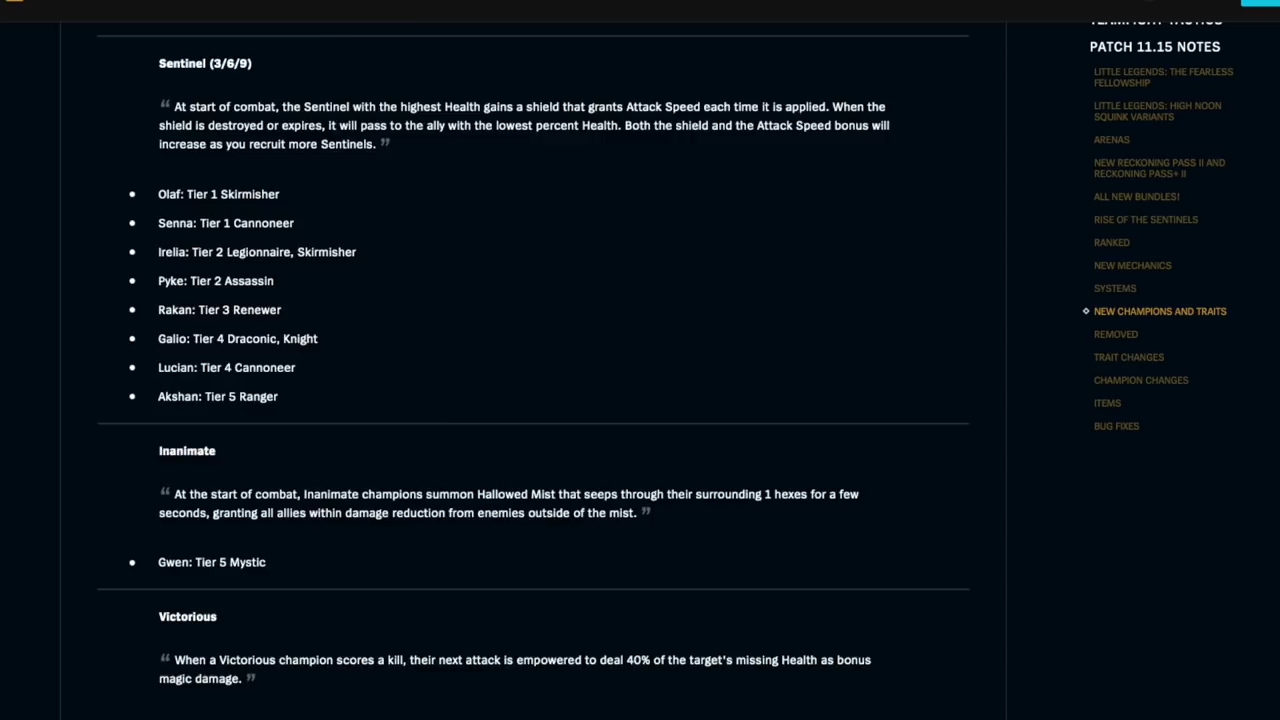 Sentinel (3/6/9)
“ At start of combat, the Sentinel with the highest Health gains a shield that grants Attack Speed each time it is applied. When the
shield is destroyed or expires, it will pass to the ally with the lowest percent Health. Both the shield and the Attack Speed bonus will
increase as you recruit more Sentinels. ”
• Olaf: Tier 1 Skirmisher
• Senna: Tier 1 Cannoneer
• Irelia: Tier 2 Legionnaire, Skirmisher
• Pyke: Tier 2 Assassin
• Rakan: Tier 3 Renewer
• Galio: Tier 4 Draconic, Knight
• Lucian: Tier 4 Cannoneer
• Akshan: Tier 5 Ranger
Inanimate
“ At the start of combat, Inanimate champions summon Hallowed Mist that seeps through their surrounding 1 hexes for a few
seconds, granting all allies within damage reduction from enemies outside of the mist. ”
• Gwen: Tier 5 Mystic
Victorious
“ When a Victorious champion scores a kill, their next attack is empowered to deal 40% of the target's missing Health as bonus
magic damage. ”
TEAMFIGHT TACTICS
PATCH 11.15 NOTES
LITTLE LEGENDS: THE FEARLESS
FELLOWSHIP
LITTLE LEGENDS: HIGH NOON
SQUINK VARIANTS
ARENAS
NEW RECKONING PASS II AND
RECKONING PASS+ II
ALL NEW BUNDLES!
RISE OF THE SENTINELS
RANKED
NEW MECHANICS
SYSTEMS
NEW CHAMPIONS AND TRAITS
REMOVED
TRAIT CHANGES
CHAMPION CHANGES
ITEMS
BUG FIXES